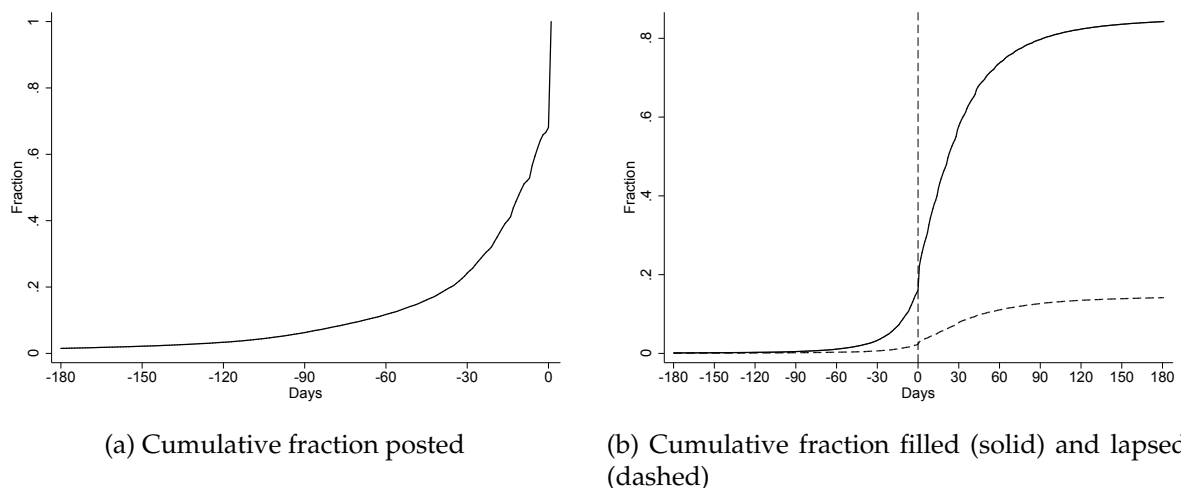 1
.8
.6
.4
.2
0
Fraction
-180 -150 -120 -90 -60 -30 0
Days
(a) Cumulative fraction posted
.8
.6
.4
.2
0
Fraction
-180 -150 -120 -90 -60 -30 0 30 60 90 120 150 180
Days
(b) Cumulative fraction filled (solid) and lapsed
(dashed)